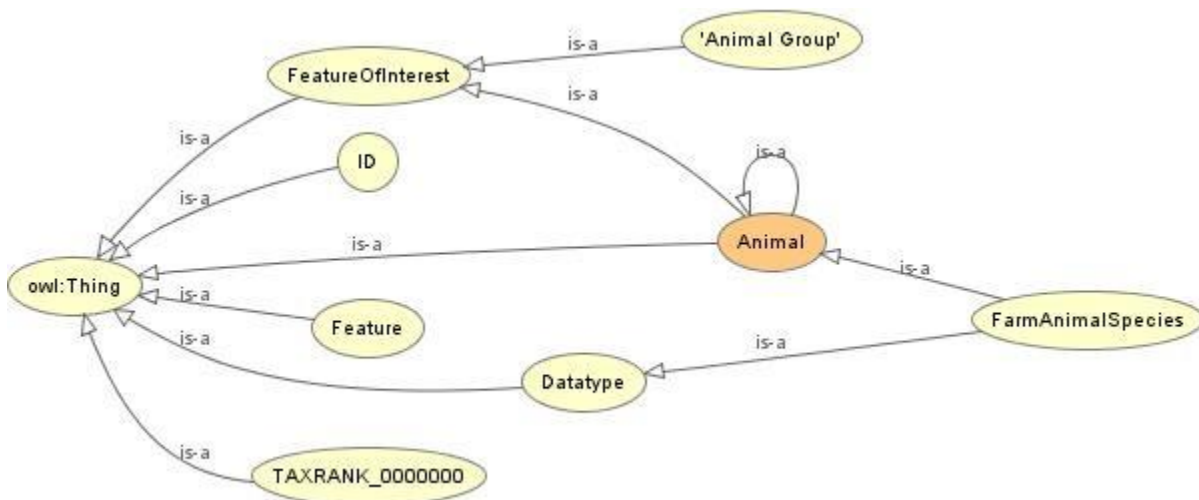 'Animal Group'
is-a
FeatureOfInterest
is-a
is-a
ID
is-a
is-a
Animal
is-a
is-a
owl:Thing
is-a
is-a
Feature
FarmAnimalSpecies
is-a
is-a
Datatype
is-a
TAXRANK_0000000